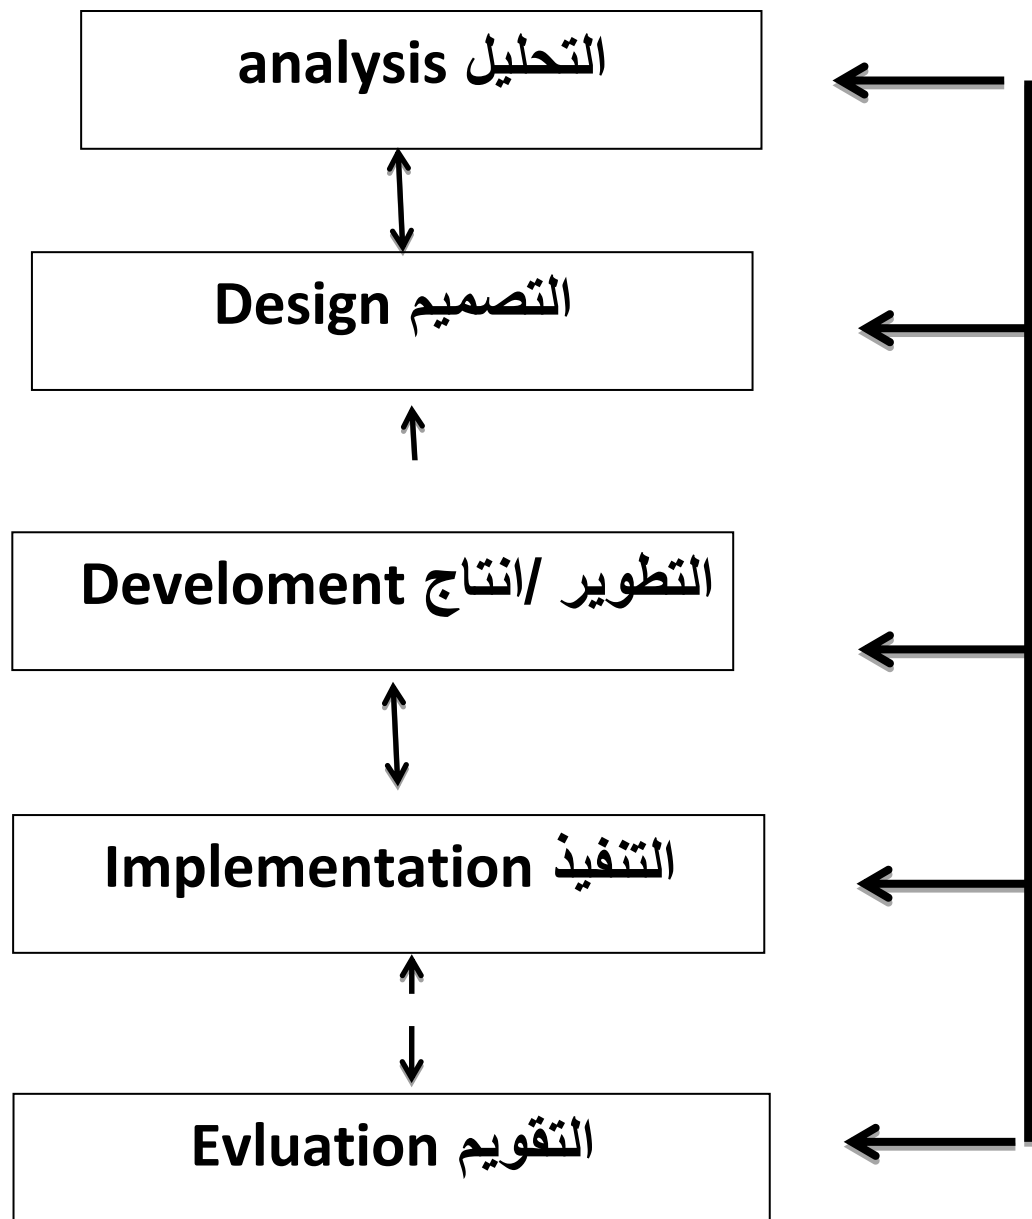 التحليل analysis
التصميم Design
التطوير /انتاج Develoment
التنفيذ Implementation
التقويم Evluation